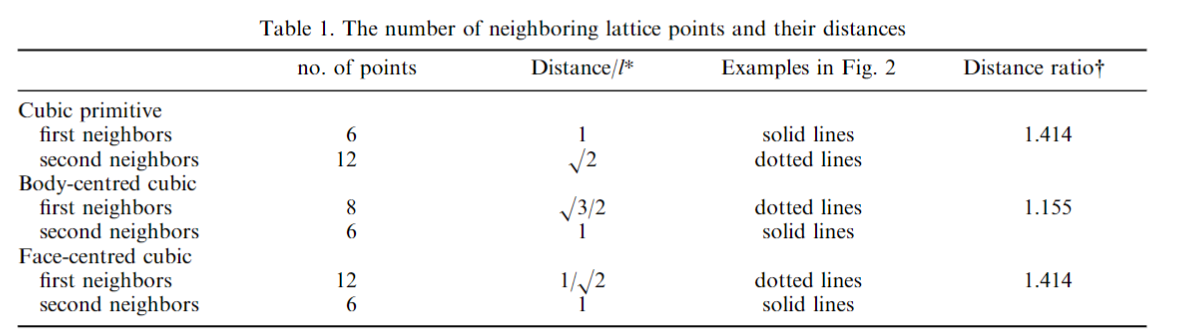 Table 1. The number of neighboring lattice points and their distances
no. of points Distance/l* Examples in Fig. 2 Distance ratio†
Cubic primitive
first neighbors 6 1 solid lines 1.414
second neighbors 12 √2 dotted lines
Body-centred cubic
first neighbors 8 √3/2 dotted lines 1.155
second neighbors 6 1 solid lines
Face-centred cubic
first neighbors 12 1/√2 dotted lines 1.414
second neighbors 6 1 solid lines